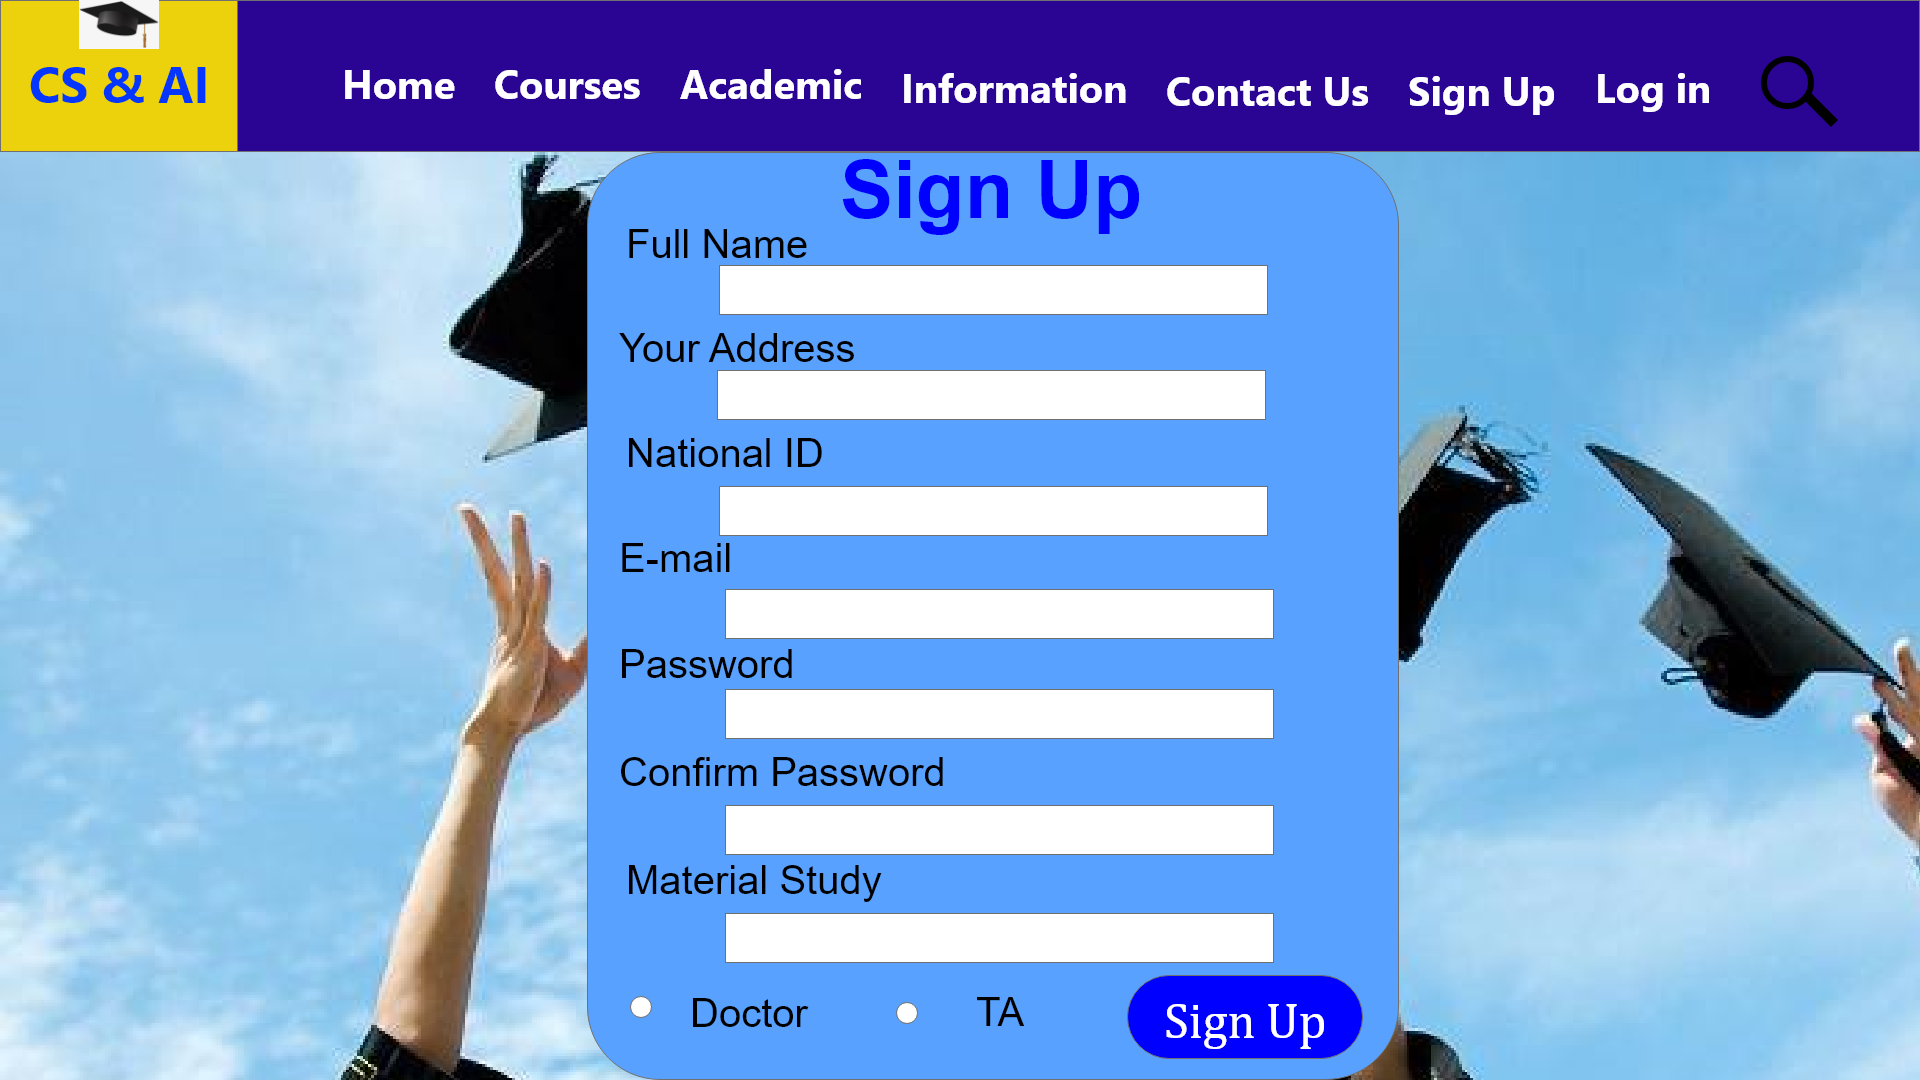 CS & AI
Home Courses Academic Information Contact Us Sign Up Log in
Sign Up
Full Name
Your Address
National ID
E-mail
Password
Confirm Password
Material Study
Doctor TA Sign Up